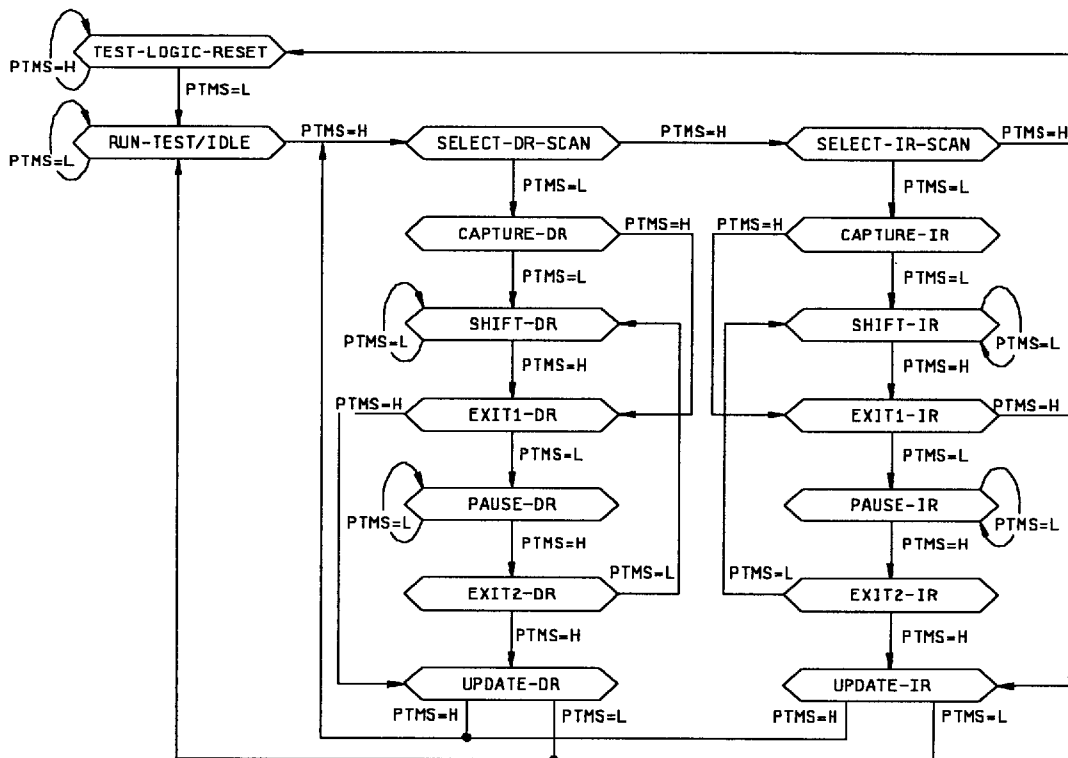 TEST-LOGIC-RESET
PTMS=H
PTMS=L
RUN-TEST/IDLE
PTMS=L
PTMS=H
SELECT-DR-SCAN
PTMS=H
SELECT-IR-SCAN
PTMS=H
PTMS=L
PTMS=L
CAPTURE-DR
PTMS=H
PTMS=H
CAPTURE-IR
PTMS=L
PTMS=L
SHIFT-DR
PTMS=L
SHIFT-IR
PTMS=L
PTMS=H
PTMS=H
PTMS=H
EXIT1-DR
EXIT1-IR
PTMS=H
PTMS=L
PTMS=L
PAUSE-DR
PTMS=L
PAUSE-IR
PTMS=L
PTMS=H
PTMS=H
EXIT2-DR
PTMS=L
PTMS=L
EXIT2-IR
PTMS=H
PTMS=H
UPDATE-DR
UPDATE-IR
PTMS=H
PTMS=L
PTMS=H
PTMS=L